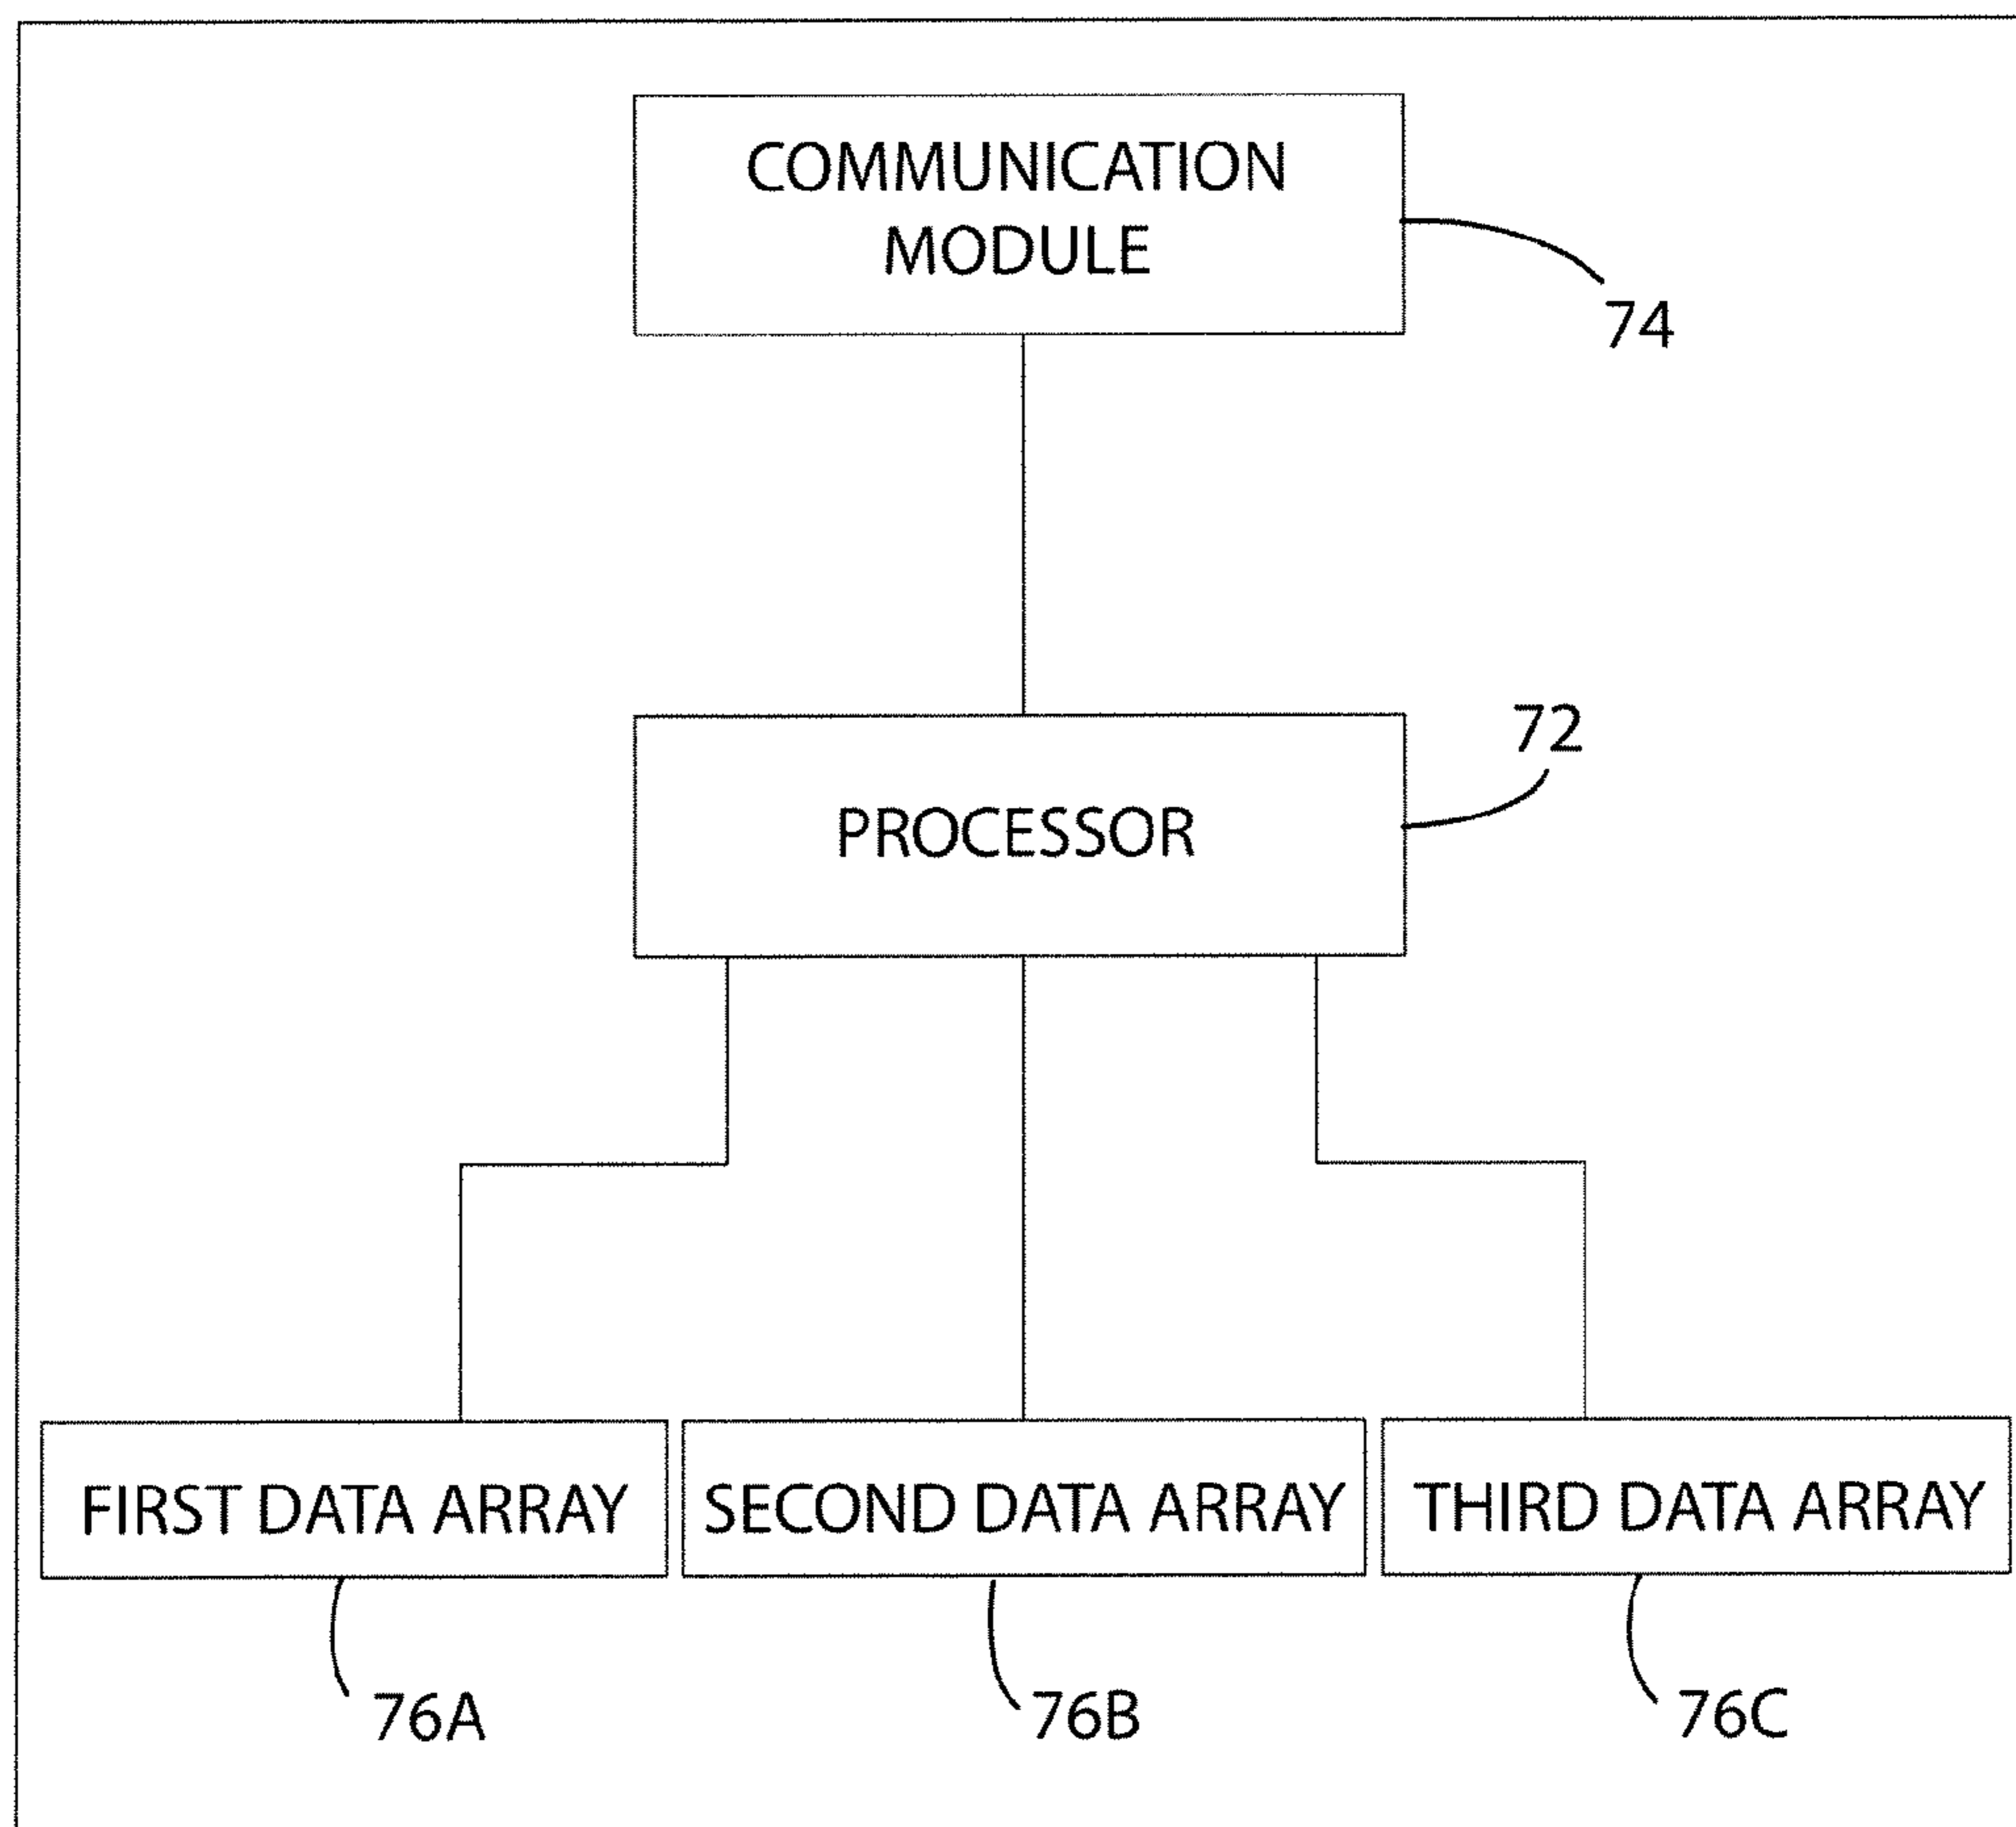 COMMUNICATION
MODULE
74
72
PROCESSOR
FIRST DATA ARRAY
SECOND DATA ARRAY
THIRD DATA ARRAY
76A
76B
76C